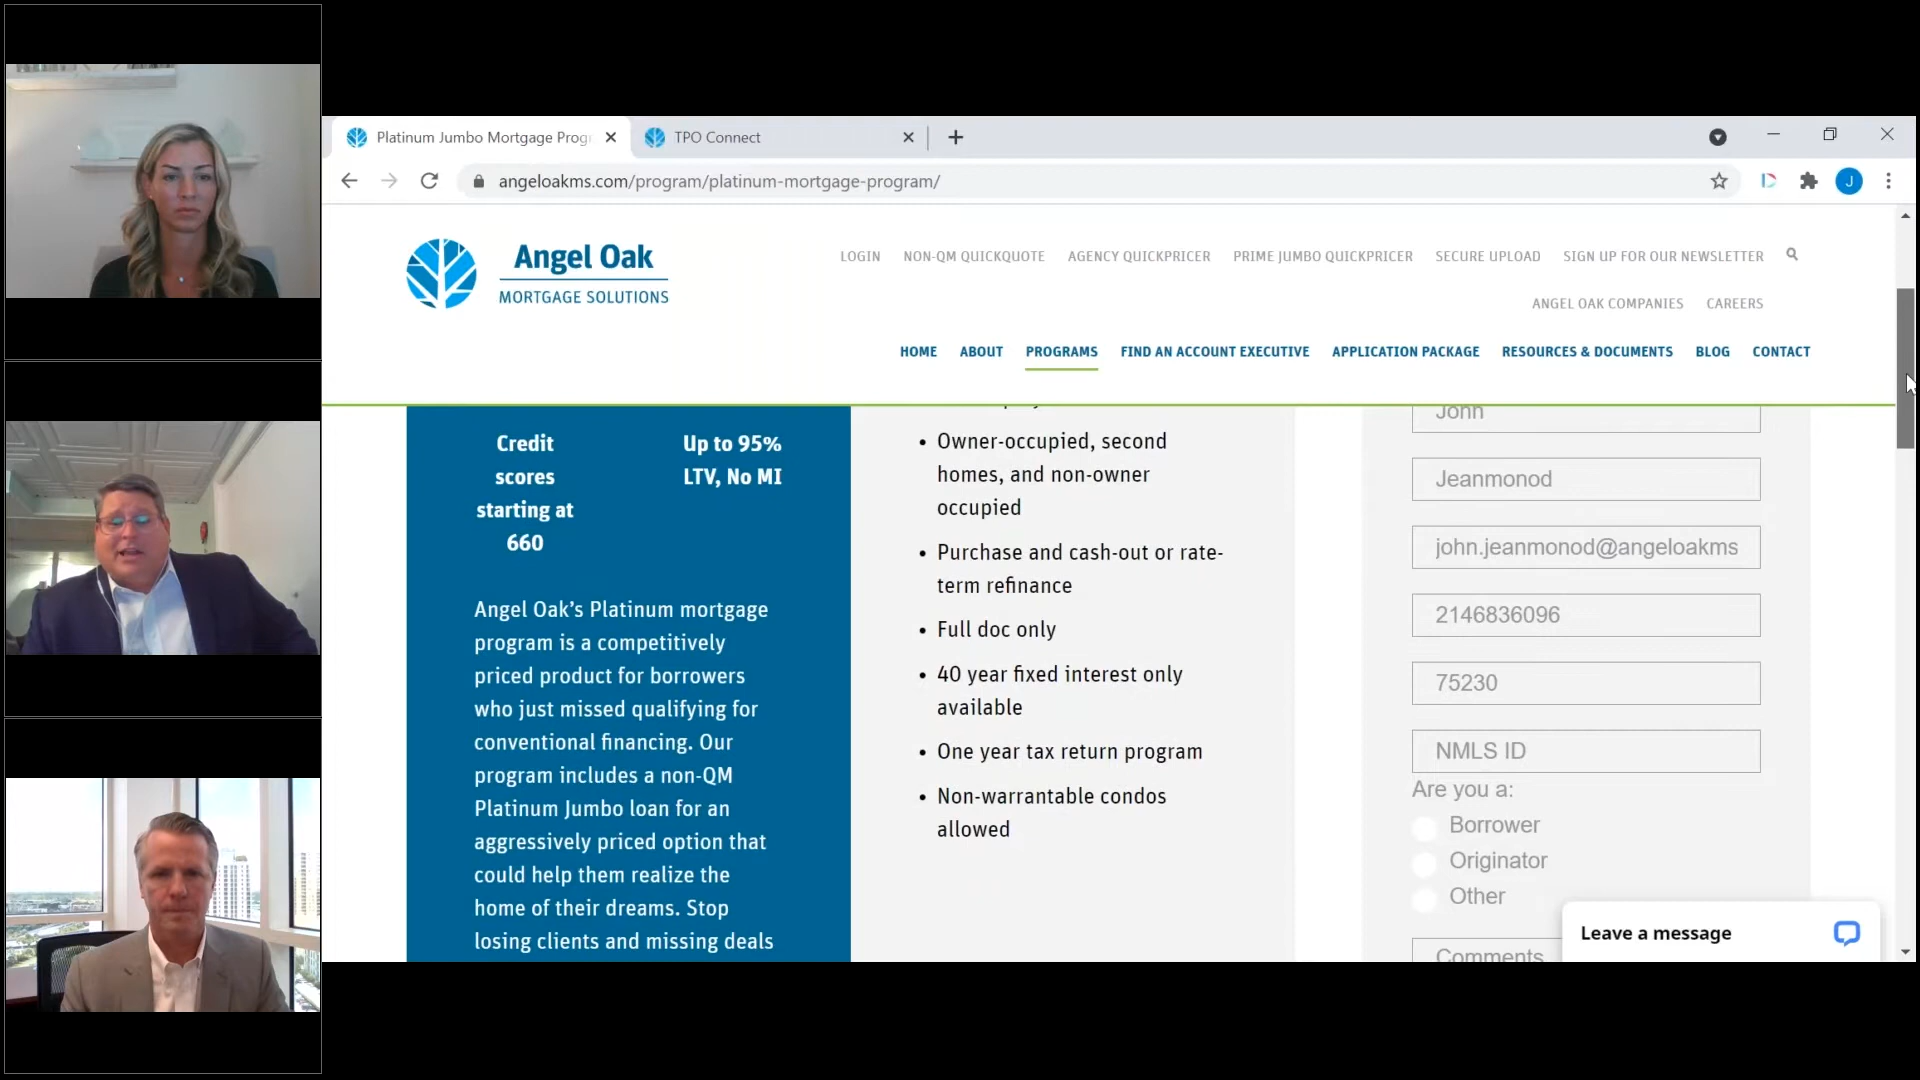 Platinum Jumbo Mortgage Prog
TPO Connect
angeloakms.com/program/platinum-mortgage-program/
J
Angel Oak
MORTGAGE SOLUTIONS
LOGIN NON-QM QUICKQUOTE AGENCY QUICKPRICER PRIME JUMBO QUICKPRICER SECURE UPLOAD SIGN UP FOR OUR NEWSLETTER
ANGEL OAK COMPANIES CAREERS
HOME ABOUT PROGRAMS FIND AN ACCOUNT EXECUTIVE APPLICATION PACKAGE RESOURCES & DOCUMENTS BLOG CONTACT
Credit
scores
starting at
660
Up to 95%
LTV, No MI
Angel Oak’s Platinum mortgage
program is a competitively
priced product for borrowers
who just missed qualifying for
conventional financing. Our
program includes a non-QM
Platinum Jumbo loan for an
aggressively priced option that
could help them realize the
home of their dreams. Stop
losing clients and missing deals
• Owner-occupied, second
homes, and non-owner
occupied
• Purchase and cash-out or rate-
term refinance
• Full doc only
• 40 year fixed interest only
available
• One year tax return program
• Non-warrantable condos
allowed
John
Jeanmonod
john.jeanmonod@angeloakms
2146836096
75230
NMLS ID
Are you a:
Borrower
Originator
Other
Comments
Leave a message